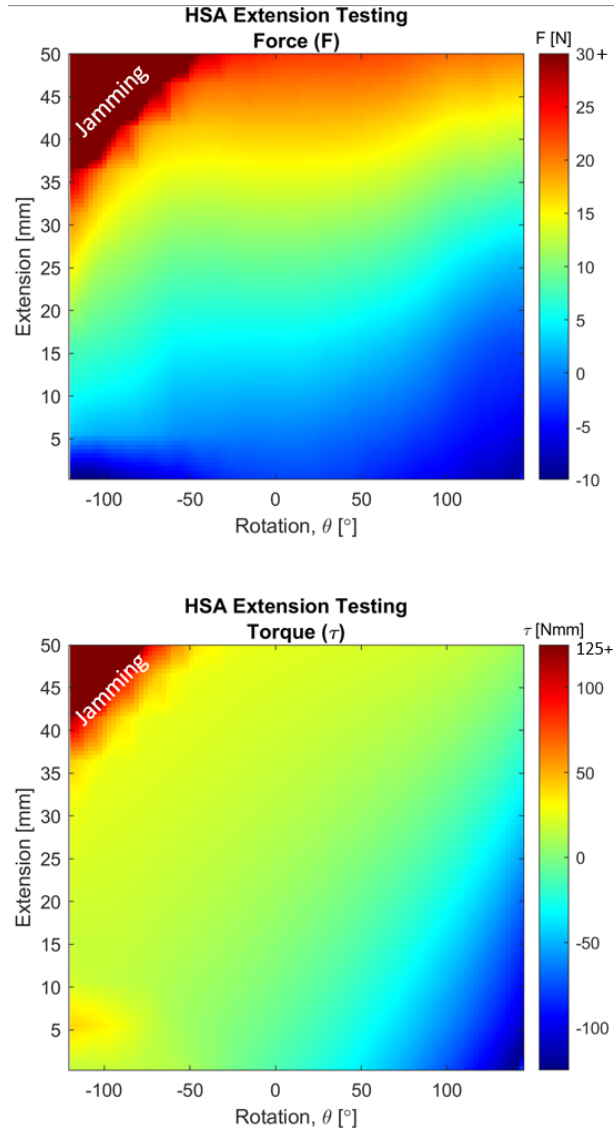 HSA Extension Testing
Force (F)
F [N]
Jamming
50
45
40
35
30
25
20
15
10
5
Extension [mm]
-100 -50 0 50 100
Rotation, θ [°]
30+
25
20
15
10
5
0
-5
-10
HSA Extension Testing
Torque (τ)
τ [Nmm]
Jamming
50
45
40
35
30
25
20
15
10
5
Extension [mm]
-100 -50 0 50 100
Rotation, θ [°]
125+
100
50
0
-50
-100